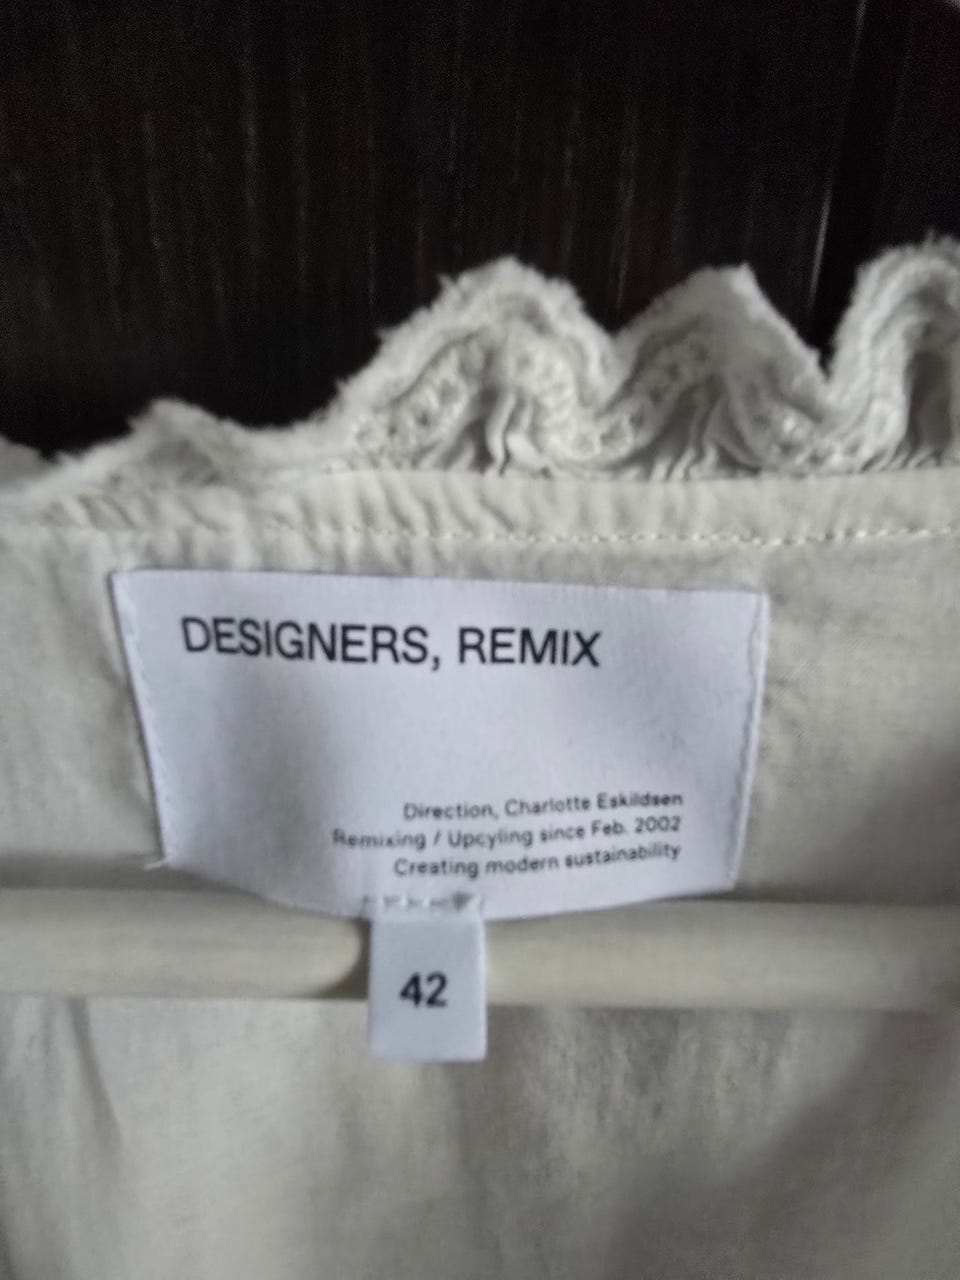 DESIGNERS, REMIX
Direction, Charlotte Eskildsen
Remixing / Upcyling since Feb. 2002
Creating modern sustainability
42